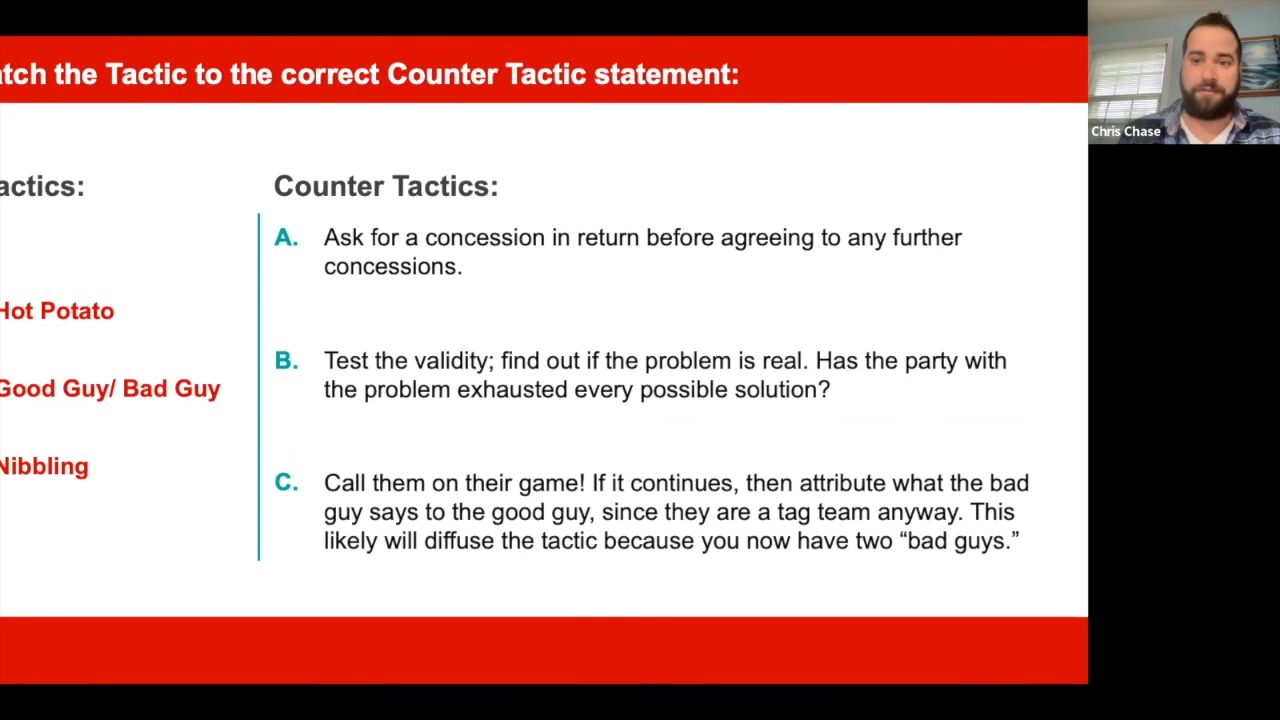 atch the Tactic to the correct Counter Tactic statement:
Chris Chase
actics:
Counter Tactics:
A. Ask for a concession in return before agreeing to any further
concessions.
Hot Potato
B. Test the validity; find out if the problem is real. Has the party with
the problem exhausted every possible solution?
Good Guy/ Bad Guy
Nibbling
C. Call them on their game! If it continues, then attribute what the bad
guy says to the good guy, since they are a tag team anyway. This
likely will diffuse the tactic because you now have two “bad guys.”